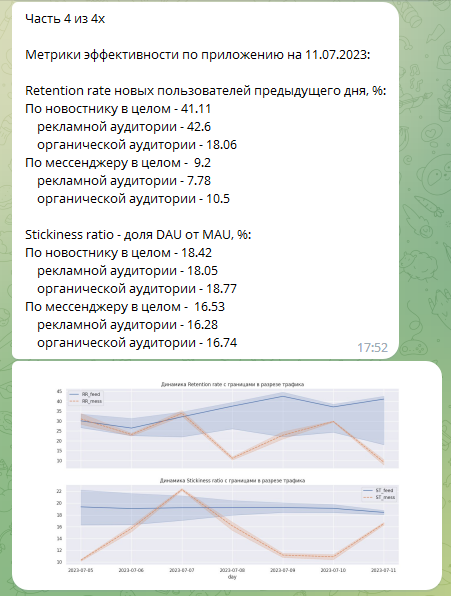 Часть 4 из 4х
Метрики эффективности по приложению на 11.07.2023:
Retention rate новых пользователей предыдущего дня, %:
По новостнику в целом - 41.11
рекламной аудитории - 42.6
органической аудитории - 18.06
По мессенджеру в целом - 9.2
рекламной аудитории - 7.78
органической аудитории - 10.5
Stickiness ratio - доля DAU от MAU, %:
По новостнику в целом - 18.42
рекламной аудитории - 18.05
органической аудитории - 18.77
По мессенджеру в целом - 16.53
рекламной аудитории - 16.28
органической аудитории - 16.74
17:52
Динамика Retention rate с границами в разрезе трафика
RR_feed
RR_mess
45
40
35
30
25
20
15
10
Динамика Stickiness ratio с границами в разрезе трафика
ST_feed
ST_mess
22
20
18
16
14
12
10
2023-07-05 2023-07-06 2023-07-07 2023-07-08 2023-07-09 2023-07-10 2023-07-11
day